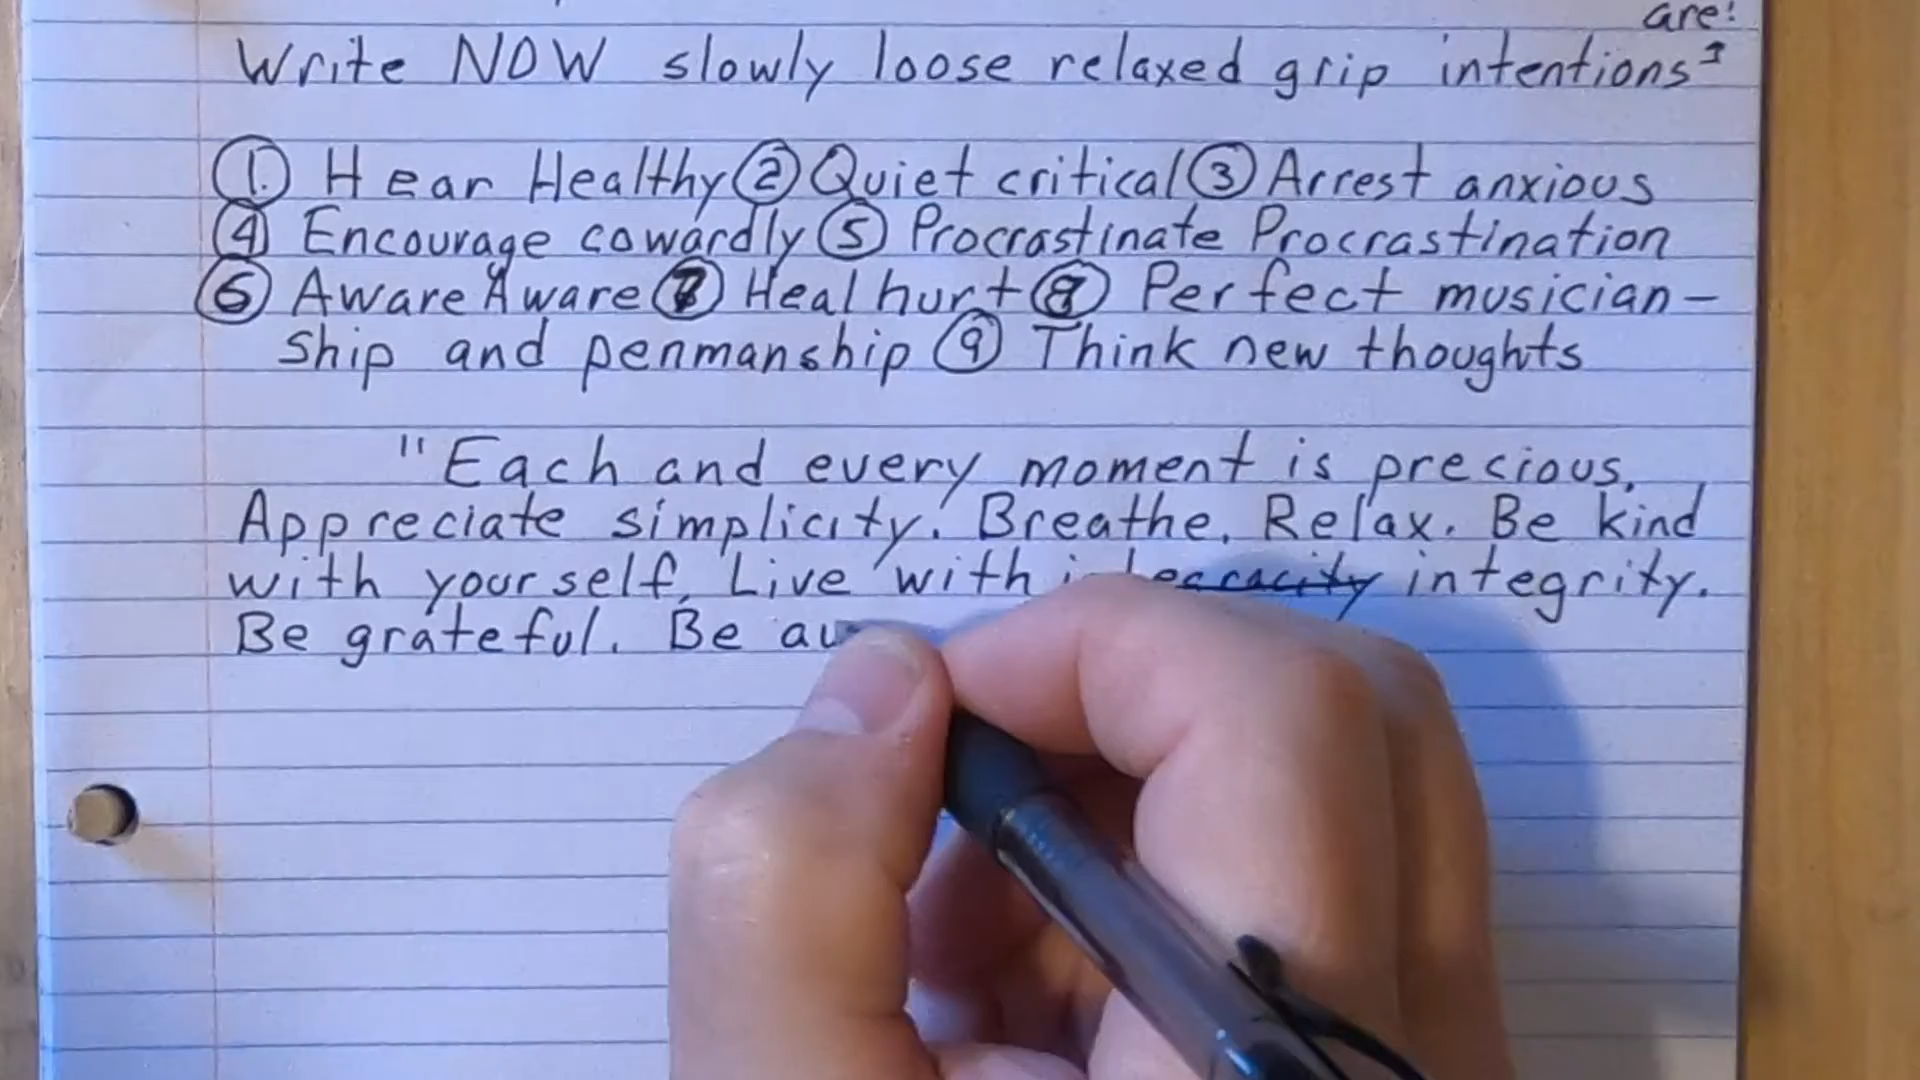 are!
Write NOW slowly loose relaxed grip intentions
① Hear Healthy ② Quiet critical ③ Arrest anxious
④ Encourage cowardly ⑤ Procrastinate Procrastination
⑥ Aware Aware ⑦ Heal hurt ⑧ Perfect musician-
ship and penmanship ⑨ Think new thoughts
"Each and every moment is precious.
Appreciate simplicity. Breathe. Relax. Be kind
with yourself. Live with integrity.
Be grateful. Be